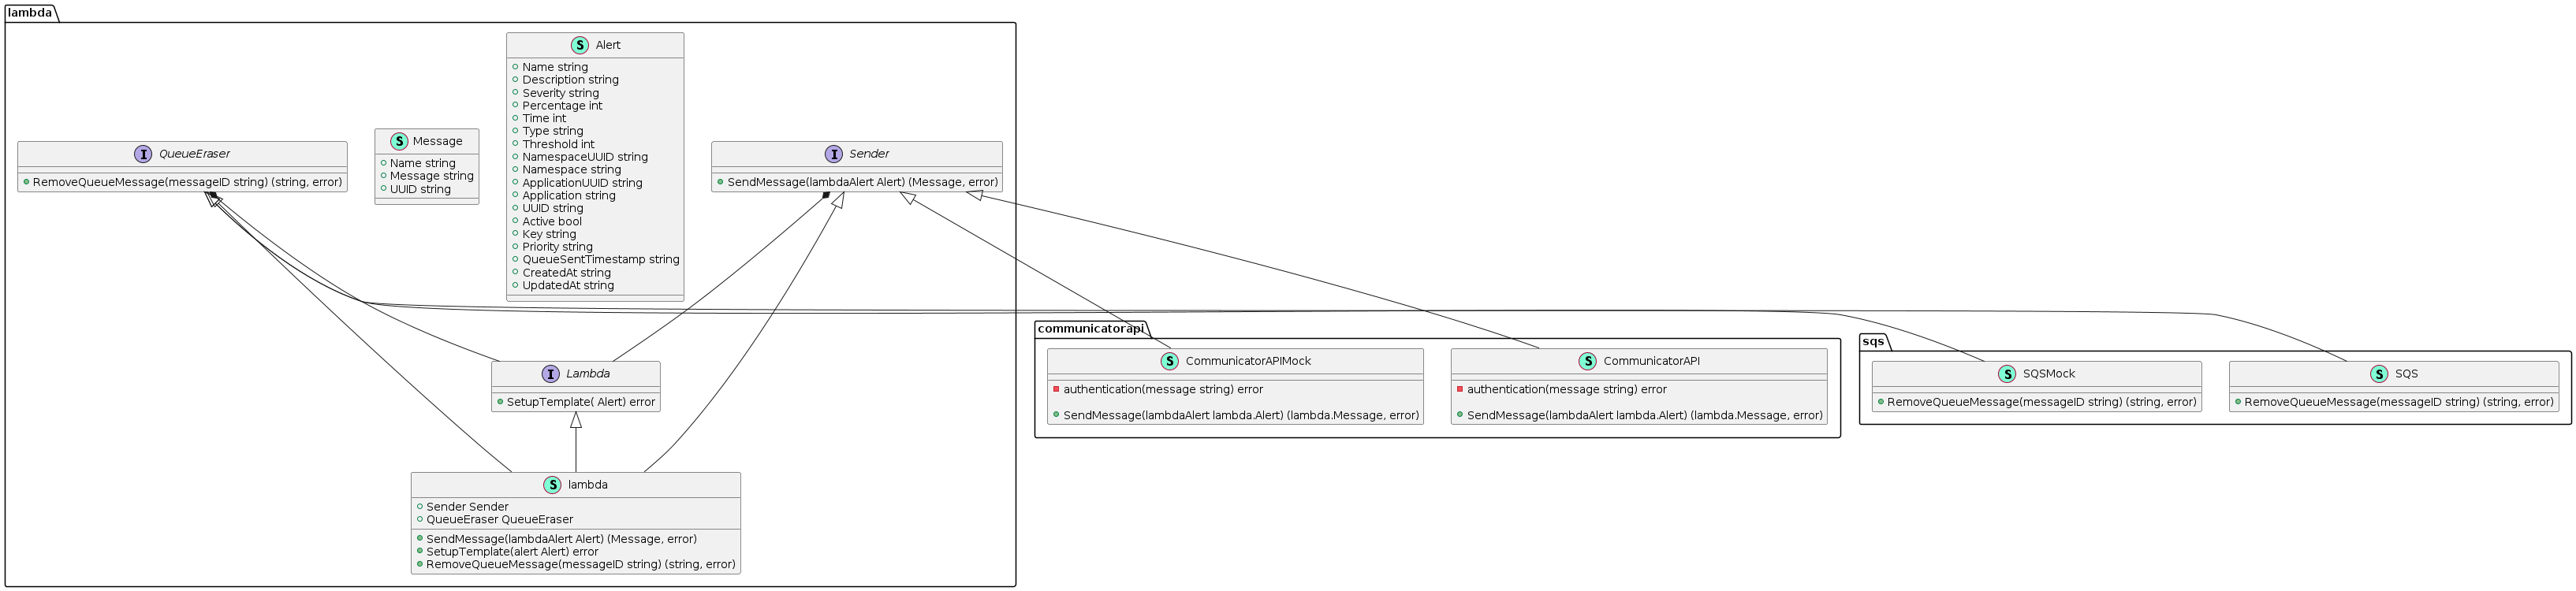 lambda
S Alert
Name string
Description string
Severity string
Percentage int
Time int
Type string
Threshold int
NamespaceUUID string
Namespace string
ApplicationUUID string
Application string
UUID string
Active bool
Key string
Priority string
QueueSentTimestamp string
CreatedAt string
UpdatedAt string
S Message
Name string
Message string
UUID string
I QueueEraser
RemoveQueueMessage(messageID string) (string, error)
I Sender
SendMessage(lambdaAlert Alert) (Message, error)
I Lambda
SetupTemplate( Alert) error
S lambda
Sender Sender
QueueEraser QueueEraser
SendMessage(lambdaAlert Alert) (Message, error)
SetupTemplate(alert Alert) error
RemoveQueueMessage(messageID string) (string, error)
communicatorapi
S CommunicatorAPIMock
authentication(message string) error
SendMessage(lambdaAlert lambda.Alert) (lambda.Message, error)
S CommunicatorAPI
authentication(message string) error
SendMessage(lambdaAlert lambda.Alert) (lambda.Message, error)
sqs
S SQSMock
RemoveQueueMessage(messageID string) (string, error)
S SQS
RemoveQueueMessage(messageID string) (string, error)